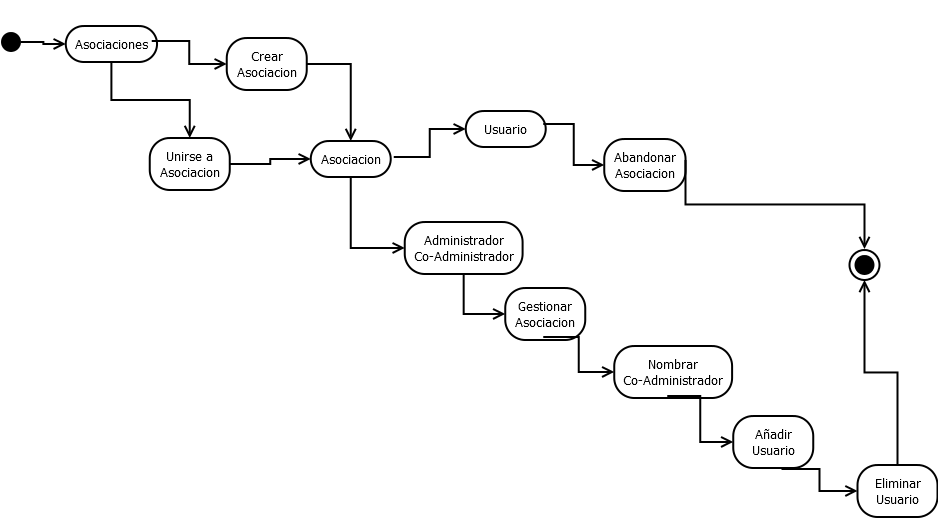 Asociaciones
Crear
Asociacion
Unirse a
Asociacion
Asociacion
Usuario
Abandonar
Asociacion
Administrador
Co-Administrador
Gestionar
Asociacion
Nombrar
Co-Administrador
Añadir
Usuario
Eliminar
Usuario